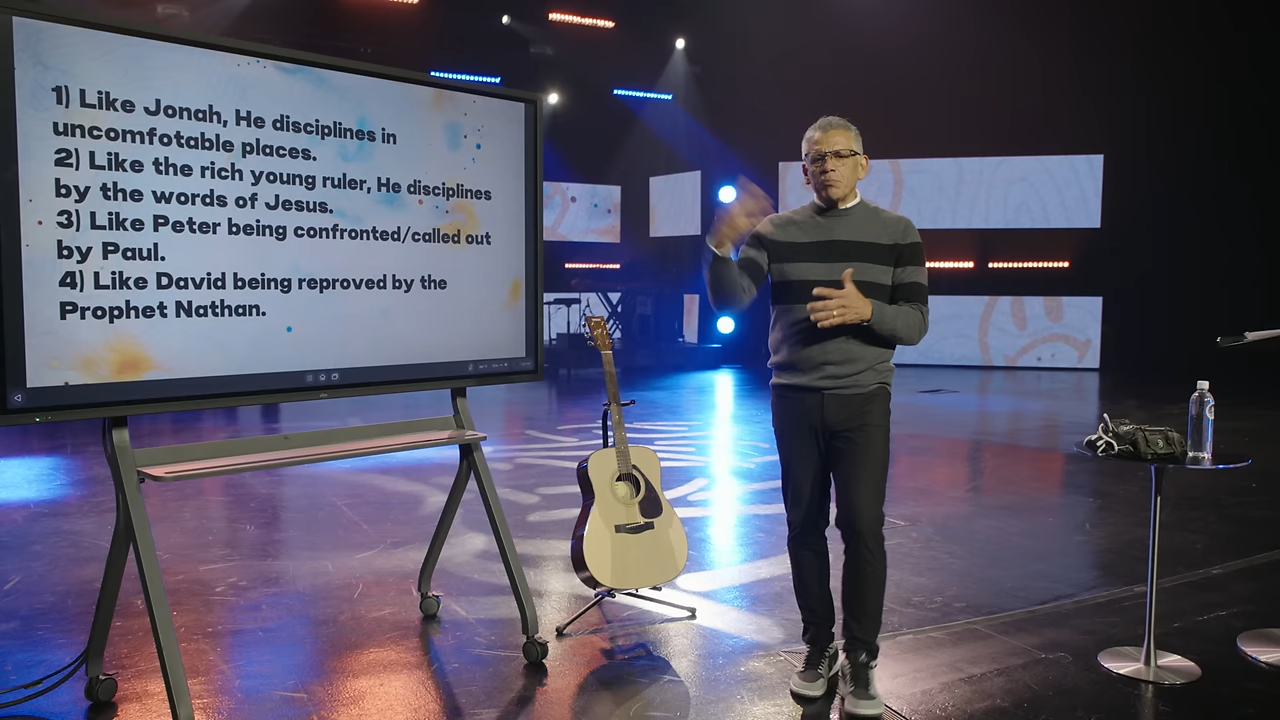 1) Like Jonah, He disciplines in
uncomfotable places.
2) Like the rich young ruler, He disciplines
by the words of Jesus.
3) Like Peter being confronted/called out
by Paul.
4) Like David being reproved by the
Prophet Nathan.